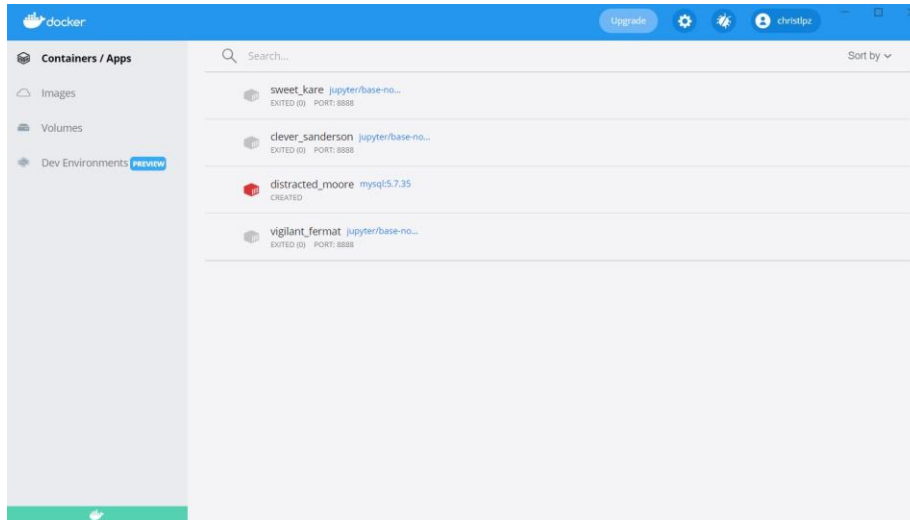 docker
Upgrade
christlpz
Containers / Apps
Images
Volumes
Dev Environments PREVIEW
Search...
Sort by
sweet_kare jupyter/base-no...
EXITED (0) PORT: 8888
clever_sanderson jupyter/base-no...
EXITED (0) PORT: 8888
distracted_moore mysql:5.7.35
CREATED
vigilant_fermat jupyter/base-no...
EXITED (0) PORT: 8888